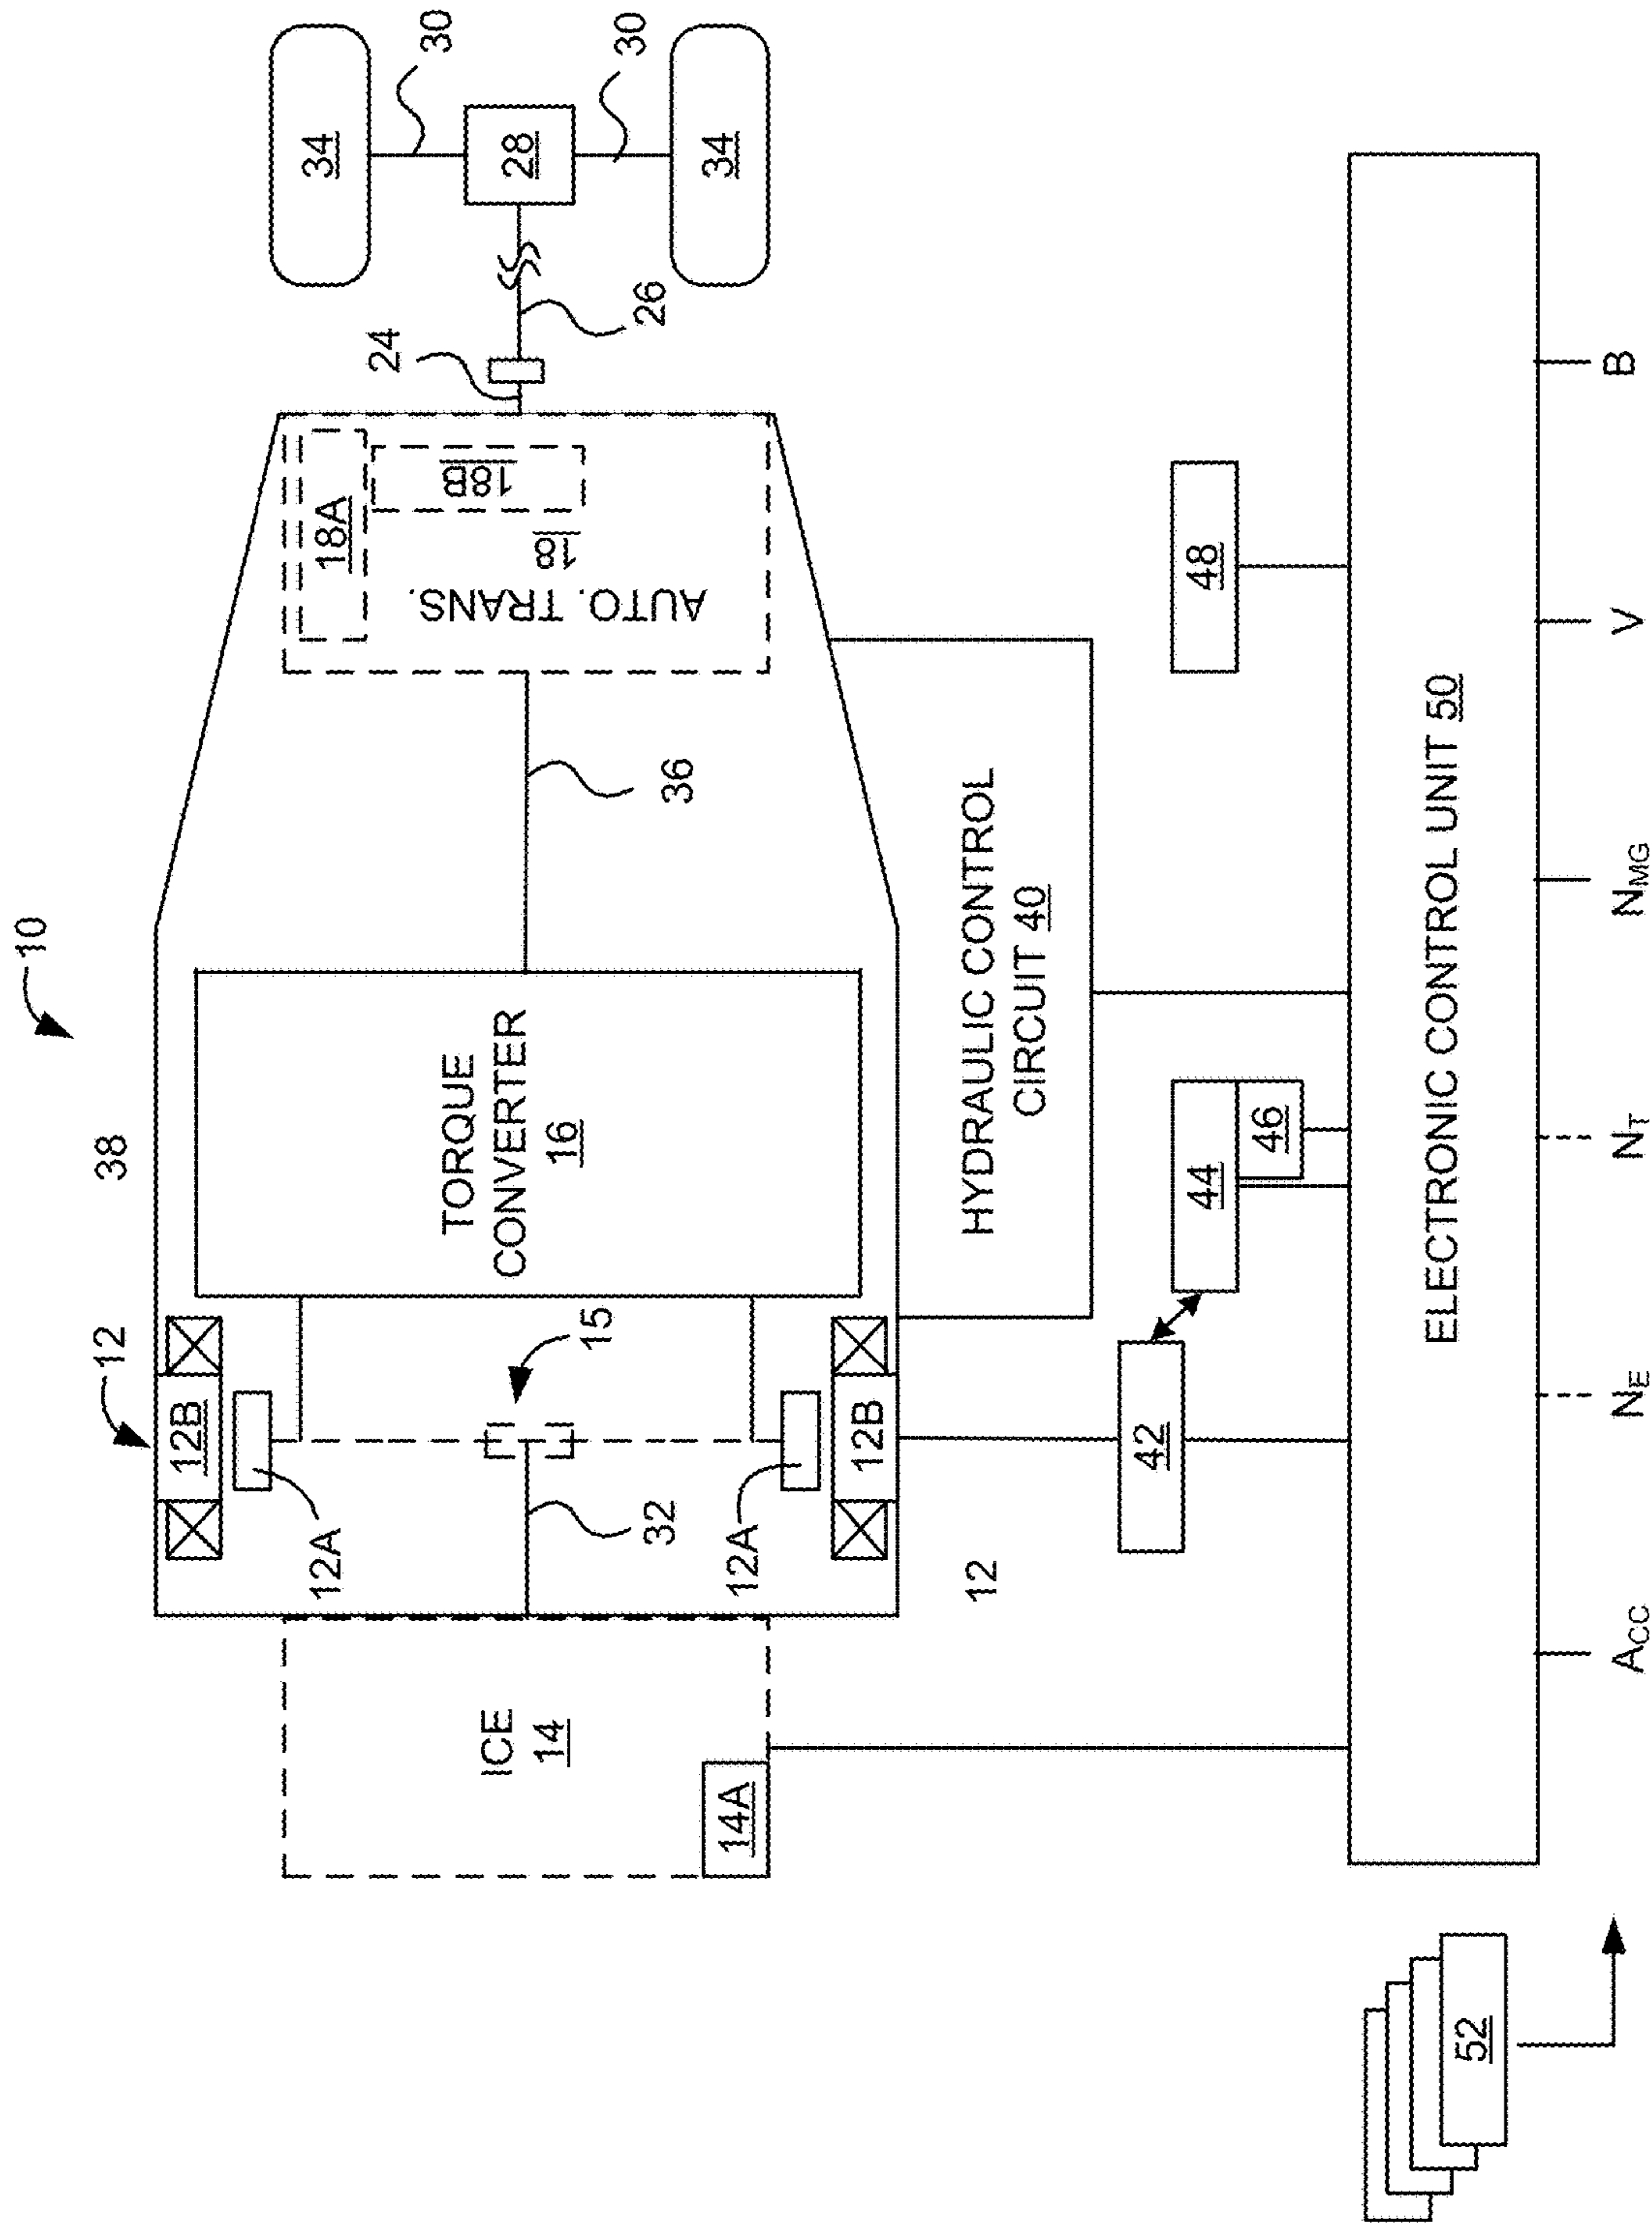 10
12
38
12B
12A
15
32
12A
12B
12
TORQUE
CONVERTER
16
36
18A
18B
18
AUTO. TRANS.
24
26
28
30
30
34
34
ICE
14
14A
HYDRAULIC CONTROL
CIRCUIT 40
42
44
46
48
ELECTRONIC CONTROL UNIT 50
52
ACC
NE
NT
NMG
V
B